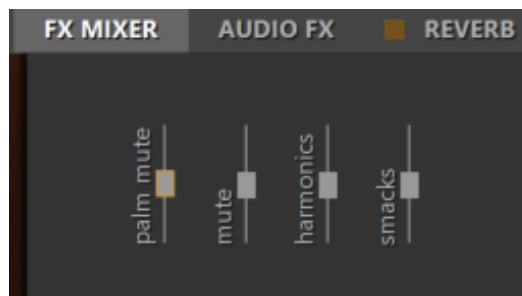 FX MIXER
AUDIO FX
REVERB
palm mute
mute
harmonics
smacks